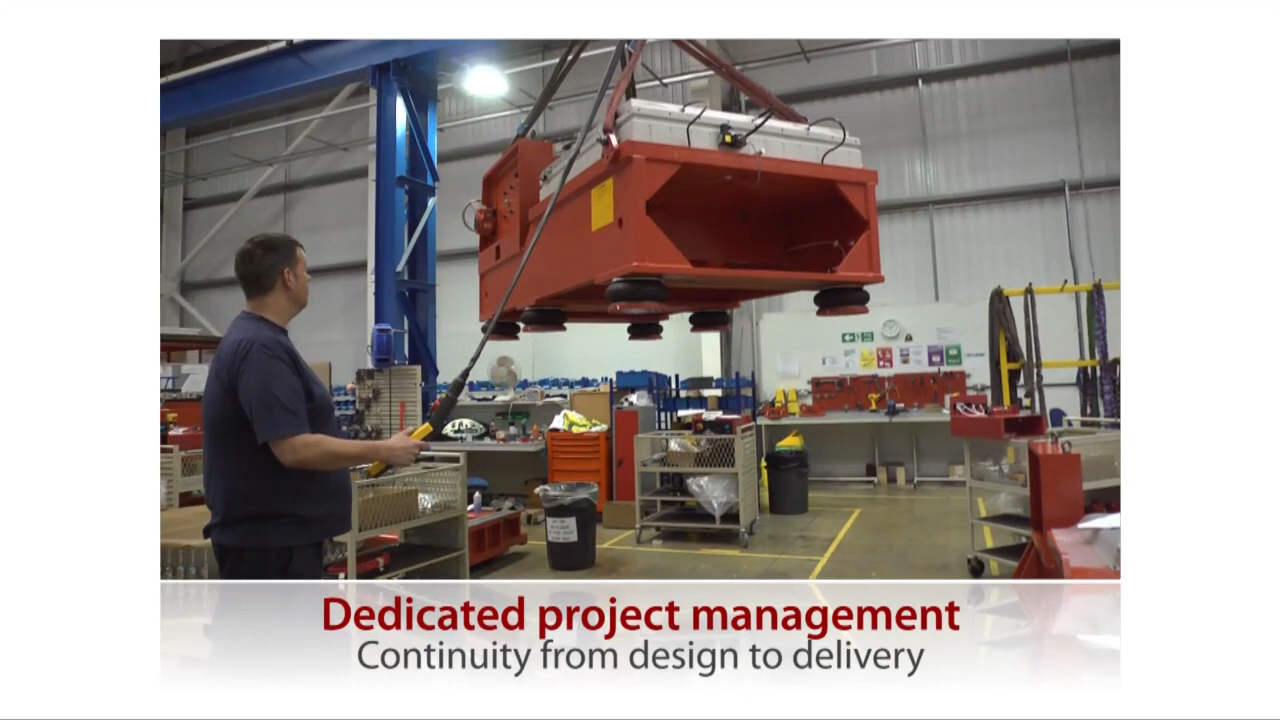 Dedicated project management
Continuity from design to delivery